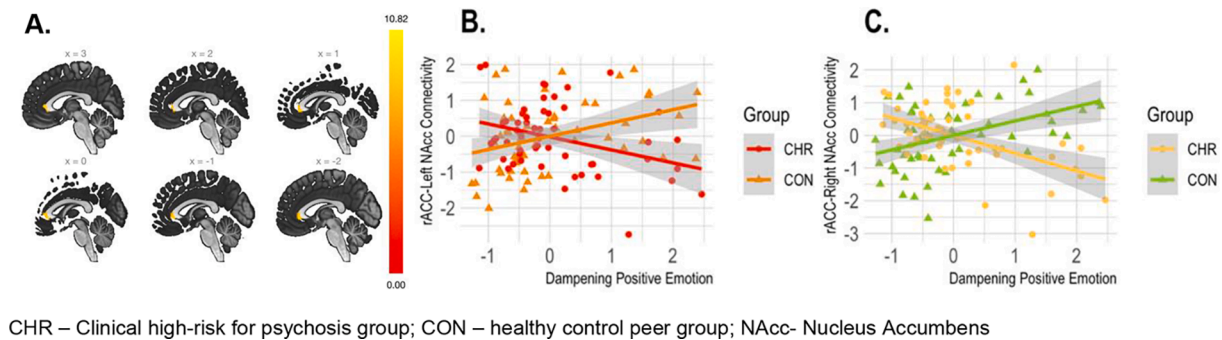 A.
x = 3
x = 2
x = 1
x = 0
x = -1
x = -2
10.82
0.00
B.
rACC-Left NAcc Connectivity
2
1
0
-1
-2
-1
0
1
2
Dampening Positive Emotion
Group
CHR
CON
C.
rACC-Right NAcc Connectivity
2
1
0
-1
-2
-3
-1
0
1
2
Dampening Positive Emotion
Group
CHR
CON
CHR – Clinical high-risk for psychosis group; CON – healthy control peer group; NAcc- Nucleus Accumbens